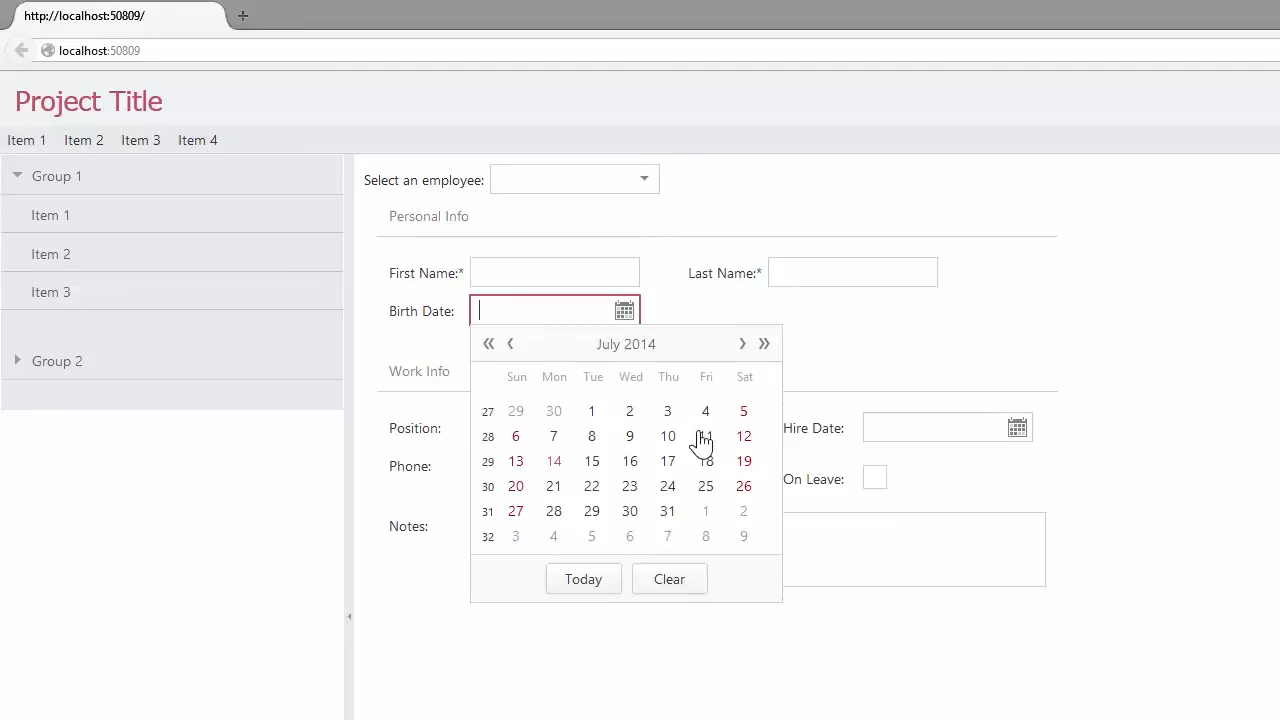 http://localhost:50809/
localhost:50809
Project Title
Item 1 Item 2 Item 3 Item 4
Group 1
Item 1
Item 2
Item 3
Group 2
Select an employee:
Personal Info
First Name:* Last Name:*
Birth Date:
July 2014
Sun Mon Tue Wed Thu Fri Sat
27 29 30 1 2 3 4 5
28 6 7 8 9 10 11 12
29 13 14 15 16 17 18 19
30 20 21 22 23 24 25 26
31 27 28 29 30 31 1 2
32 3 4 5 6 7 8 9
Today Clear
Work Info
Position: Hire Date:
Phone: On Leave:
Notes: